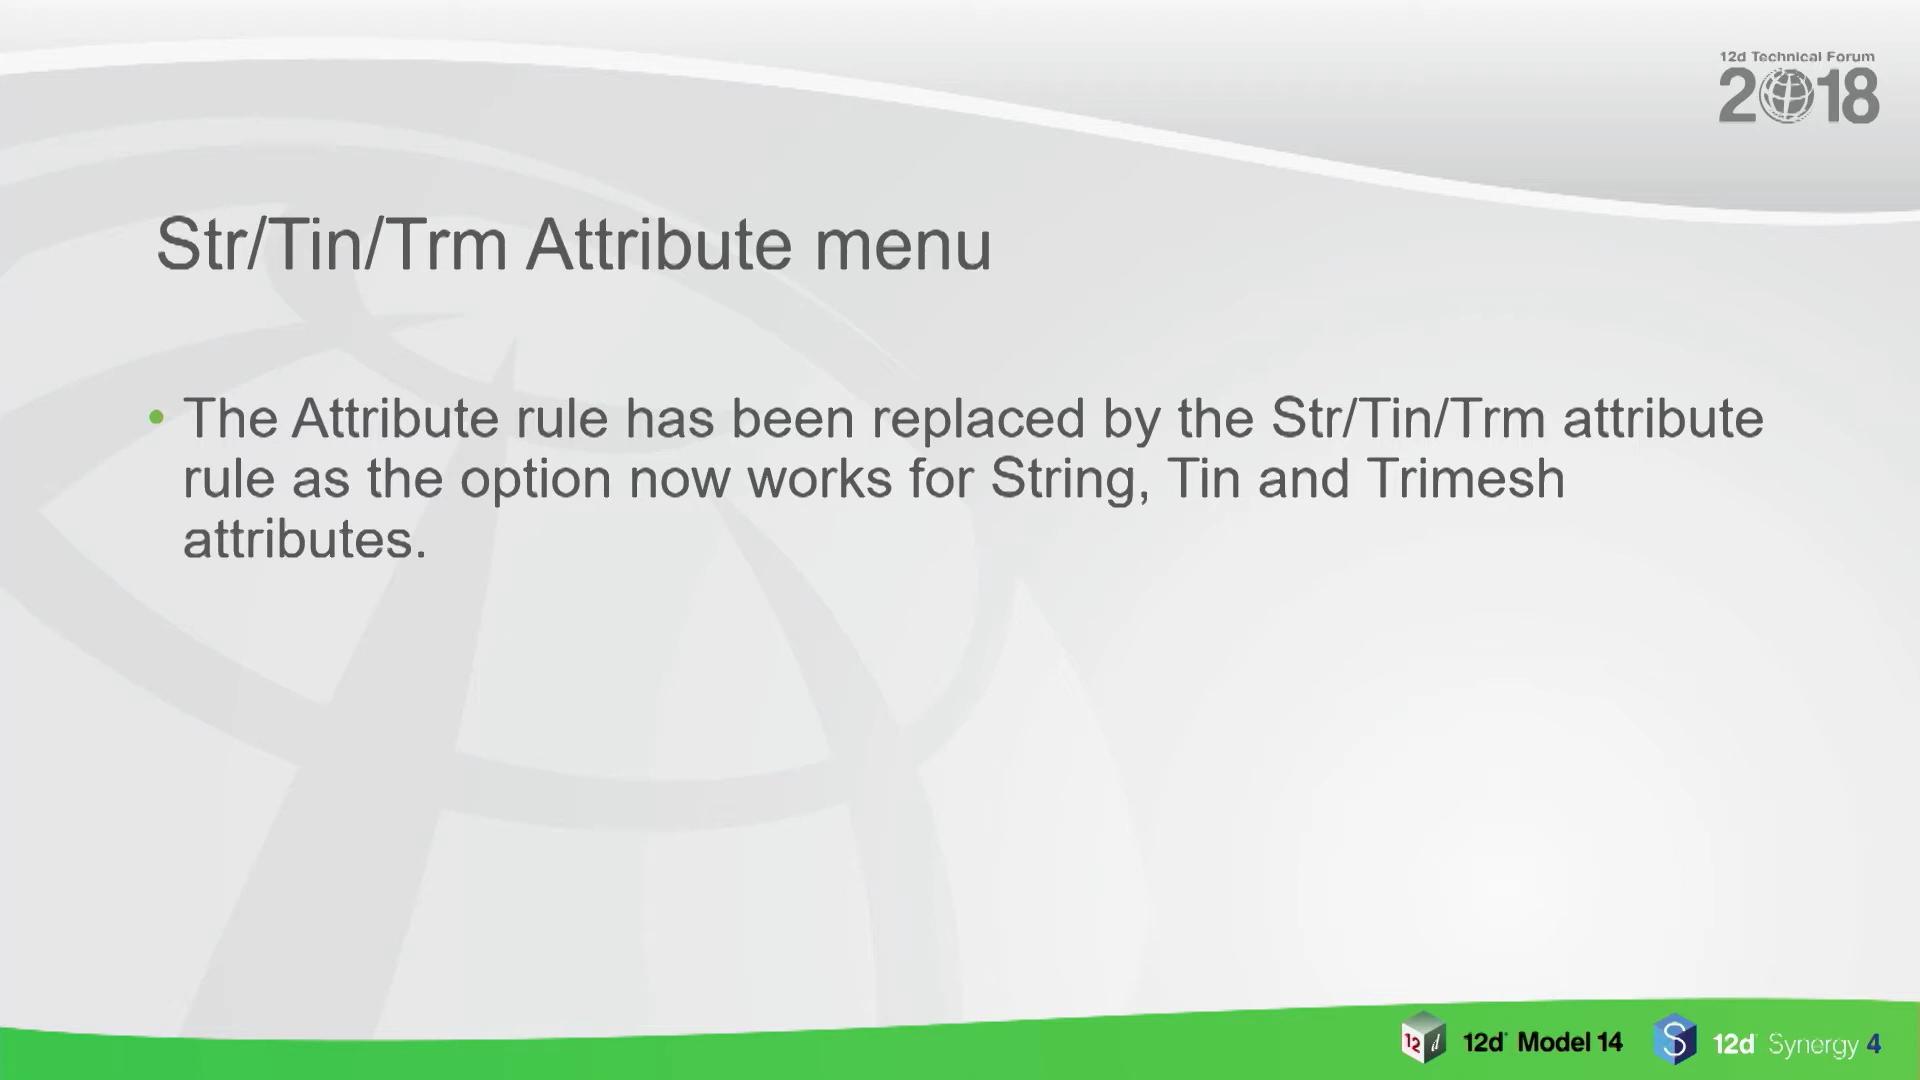 12d Technical Forum
2018
Str/Tin/Trm Attribute menu
• The Attribute rule has been replaced by the Str/Tin/Trm attribute
rule as the option now works for String, Tin and Trimesh
attributes.
12d Model 14
12d Synergy 4